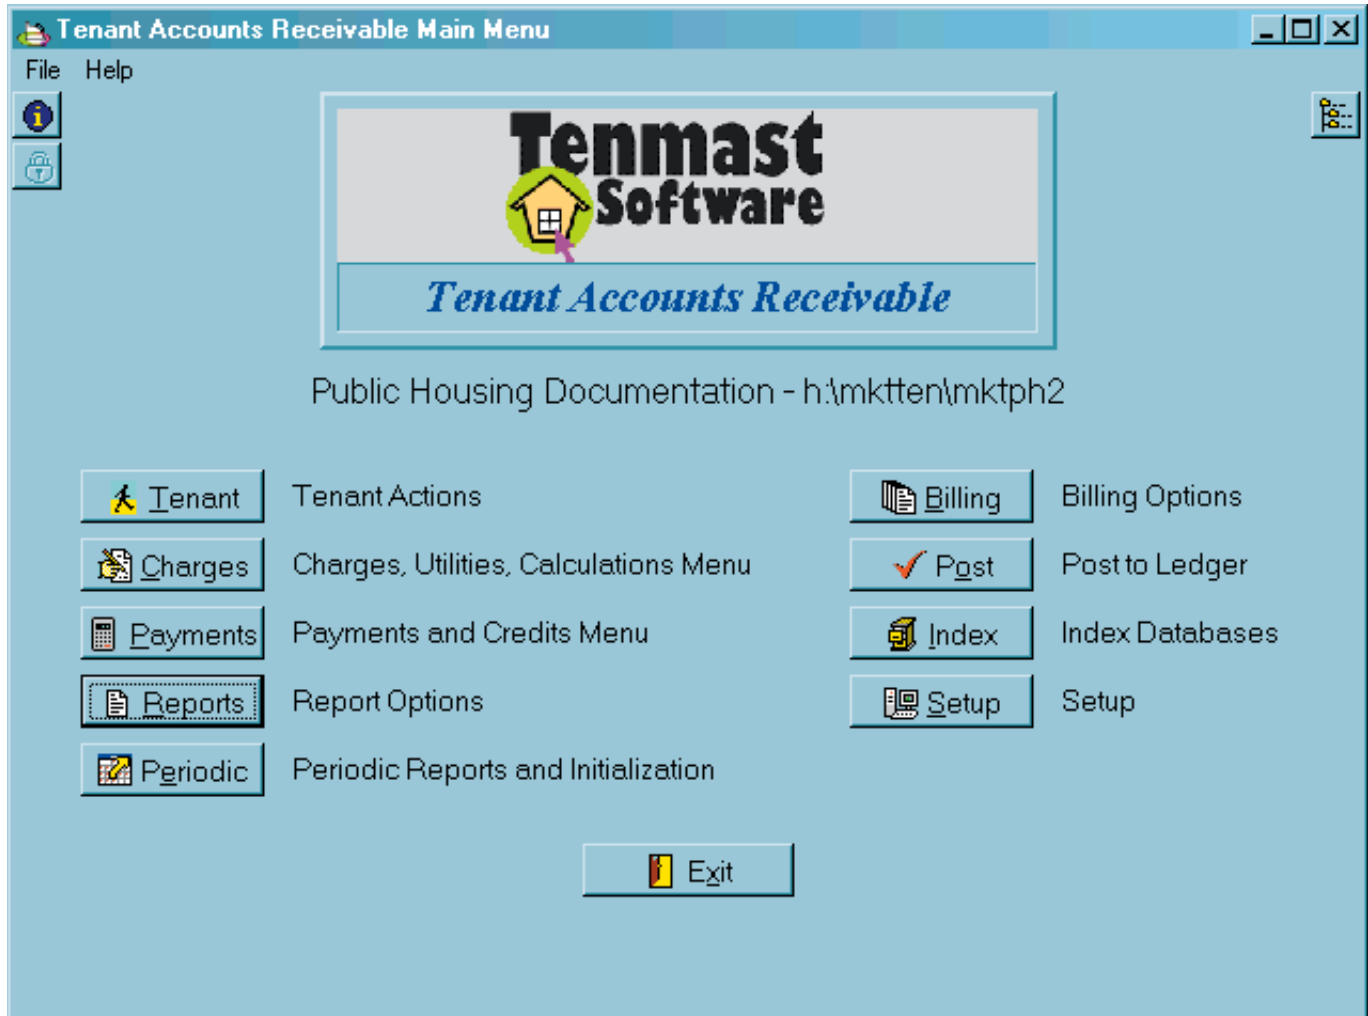 Tenant Accounts Receivable Main Menu
File Help
Tenmast
Software
Tenant Accounts Receivable
Public Housing Documentation - h:\mktten\mktph2
Tenant Tenant Actions
Billing Billing Options
Charges Charges, Utilities, Calculations Menu
Post Post to Ledger
Payments Payments and Credits Menu
Index Index Databases
Reports Report Options
Setup Setup
Periodic Periodic Reports and Initialization
Exit